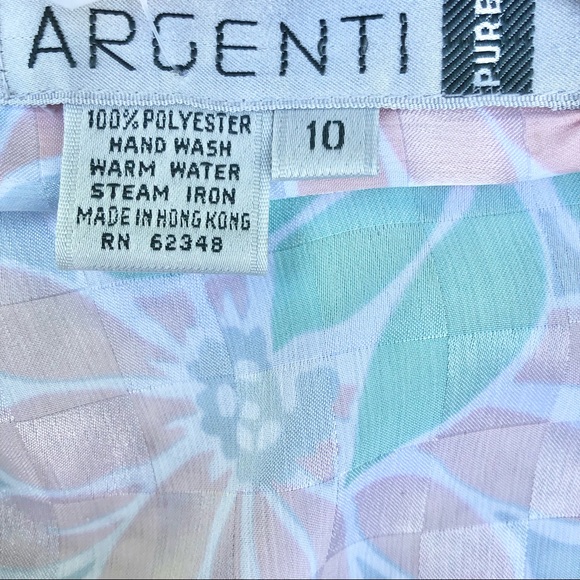 ARGENTI
PURE
100% POLYESTER
HAND WASH
WARM WATER
STEAM IRON
MADE IN HONG KONG
RN 62348
10